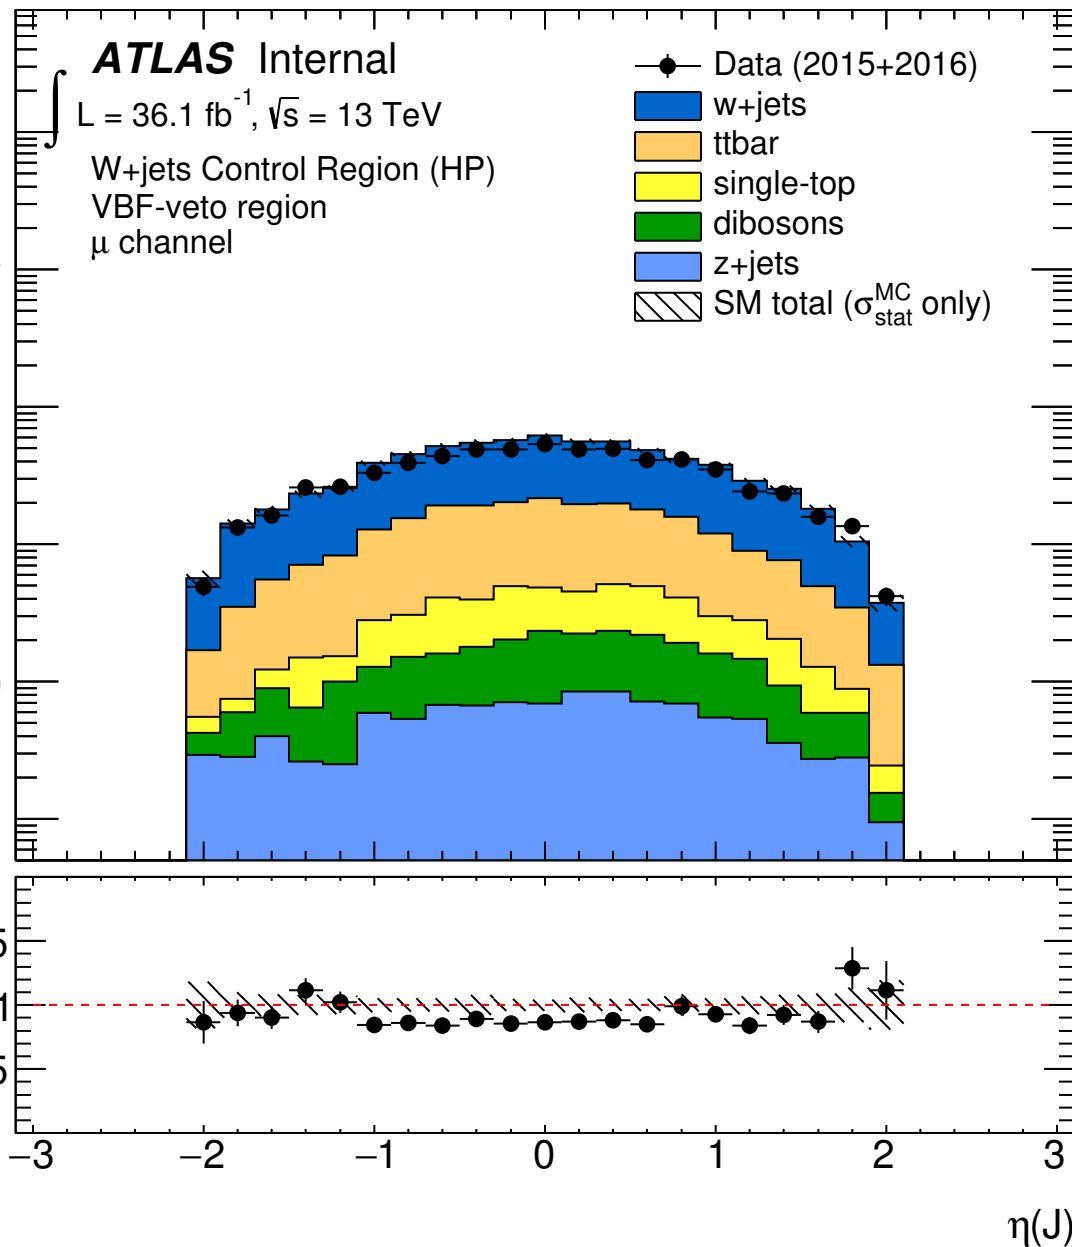 ATLAS Internal
∫ L = 36.1 fb⁻¹, √s = 13 TeV
W+jets Control Region (HP)
VBF-veto region
μ channel
Data (2015+2016)
w+jets
ttbar
single-top
dibosons
z+jets
SM total (σ^MC_stat only)
1
−3 −2 −1 0 1 2 3
η(J)